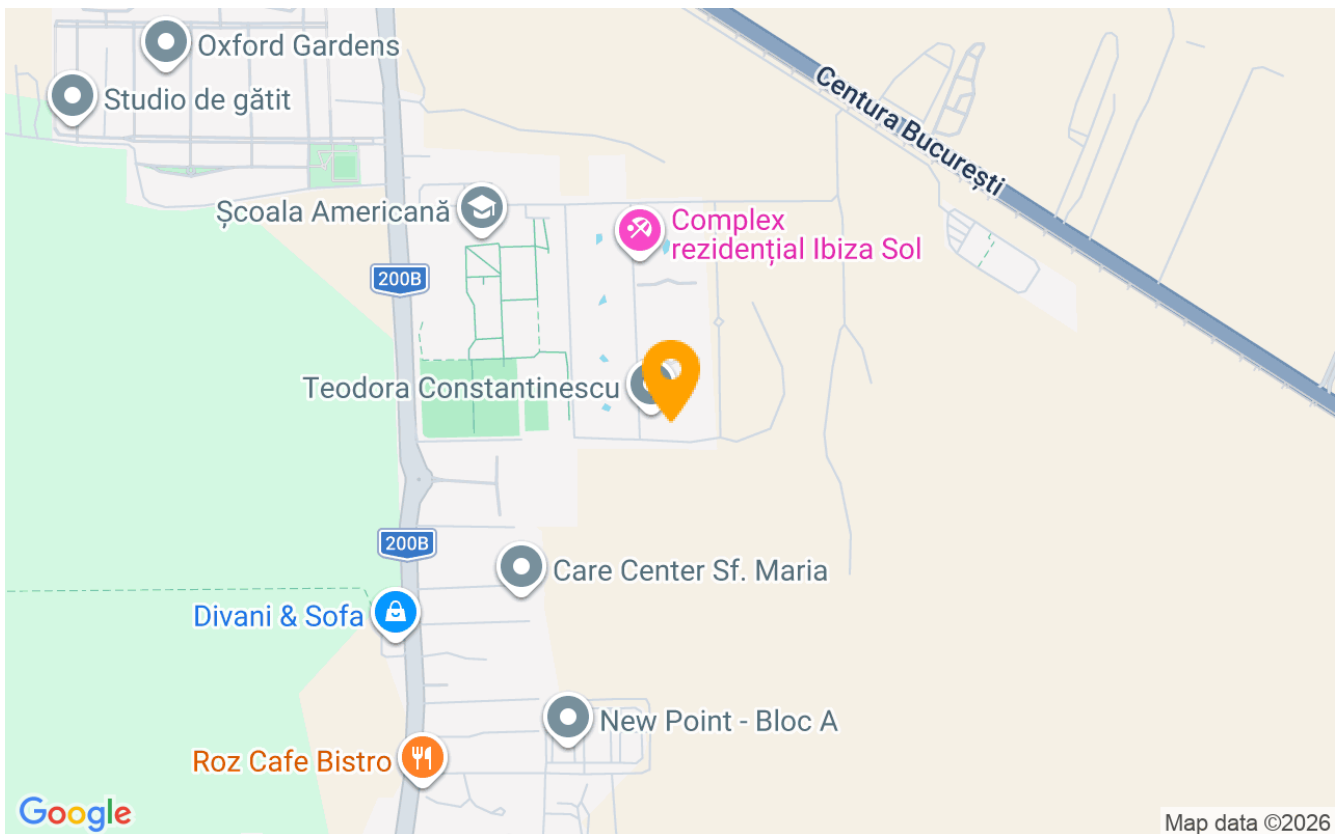 Oxford Gardens
Studio de gătit
Centura București
Școala Americană
Complex
rezidențial Ibiza Sol
200B
Teodora Constantinescu
200B
Care Center Sf. Maria
Divani & Sofa
New Point - Bloc A
Roz Cafe Bistro
Google
Map data ©2026